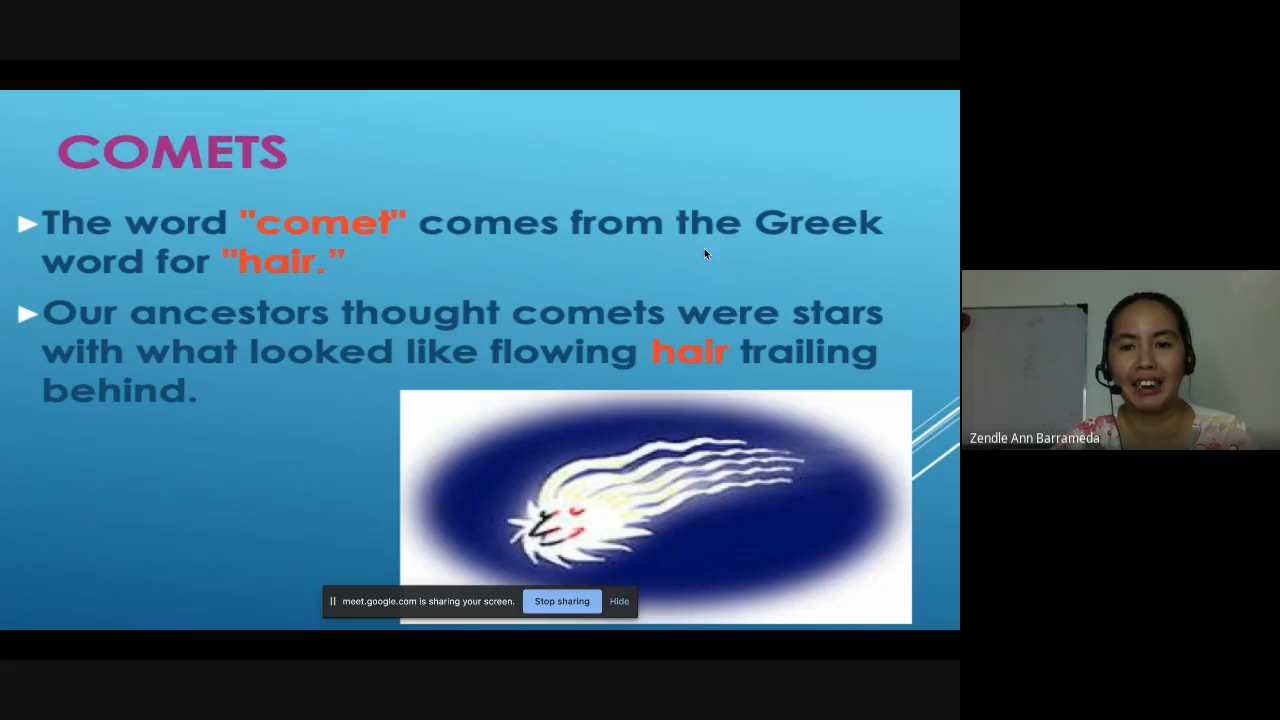 COMETS
The word "comet" comes from the Greek
word for "hair.”
Our ancestors thought comets were stars
with what looked like flowing hair trailing
behind.
meet.google.com is sharing your screen.
Stop sharing
Hide
Zendle Ann Barrameda